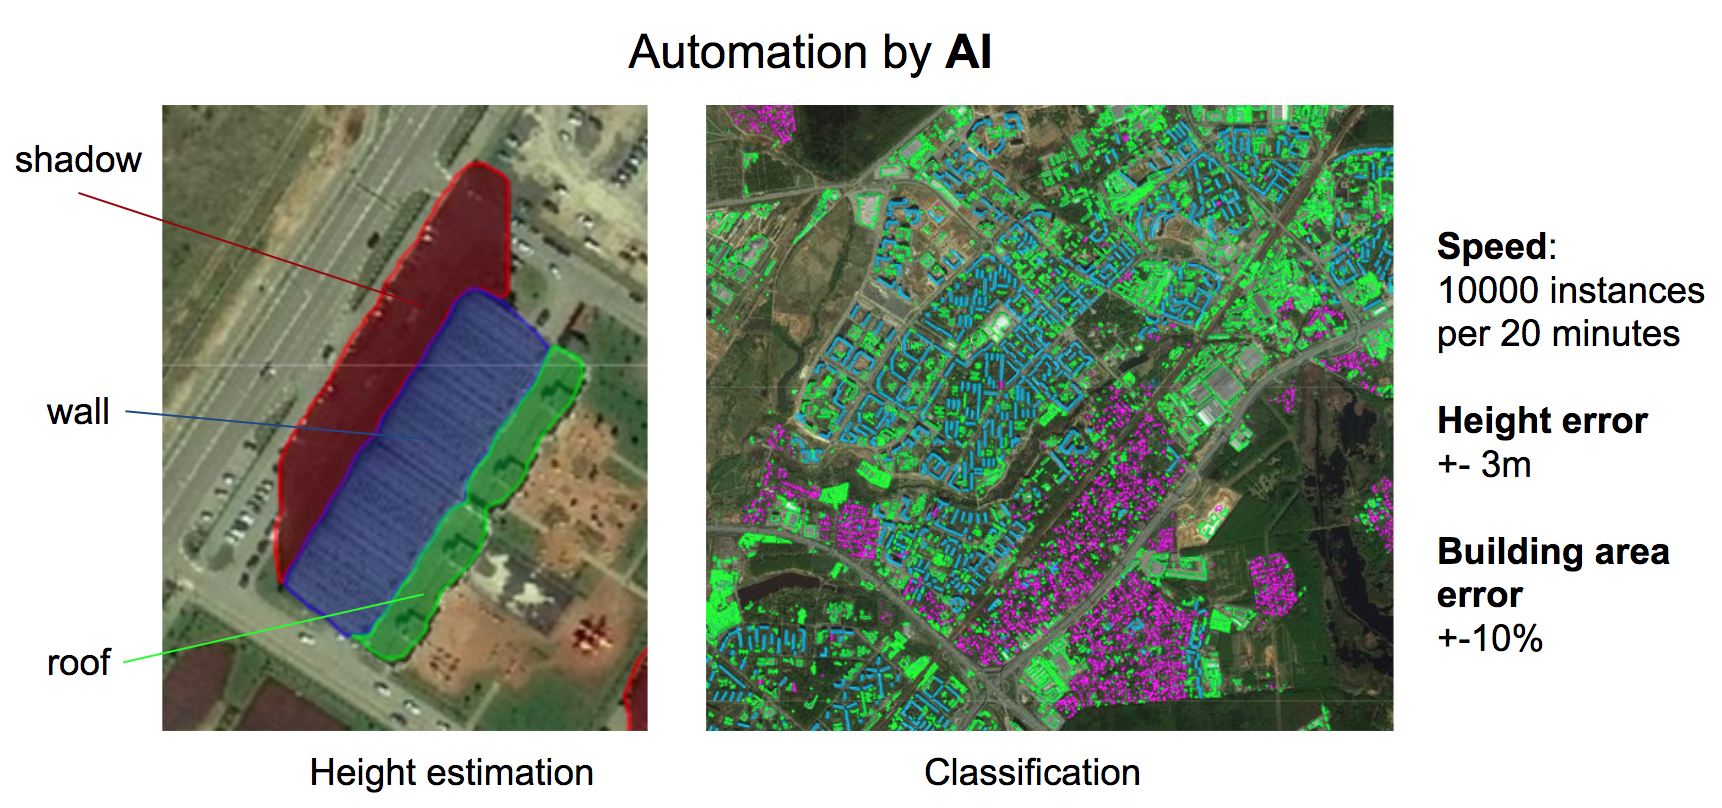 Automation by AI
shadow
wall
roof
Height estimation
Classification
Speed:
10000 instances
per 20 minutes
Height error
+- 3m
Building area
error
+-10%